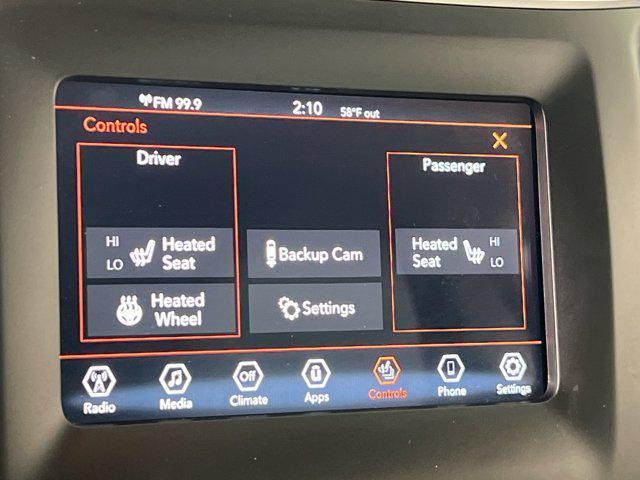 FM 99.9 2:10 58°F out
Controls X
Driver
Passenger
HI
LO
Heated
Seat
Backup Cam
Heated
Seat
HI
LO
Heated
Wheel
Settings
Off
Radio Media Climate Apps Controls Phone Settings